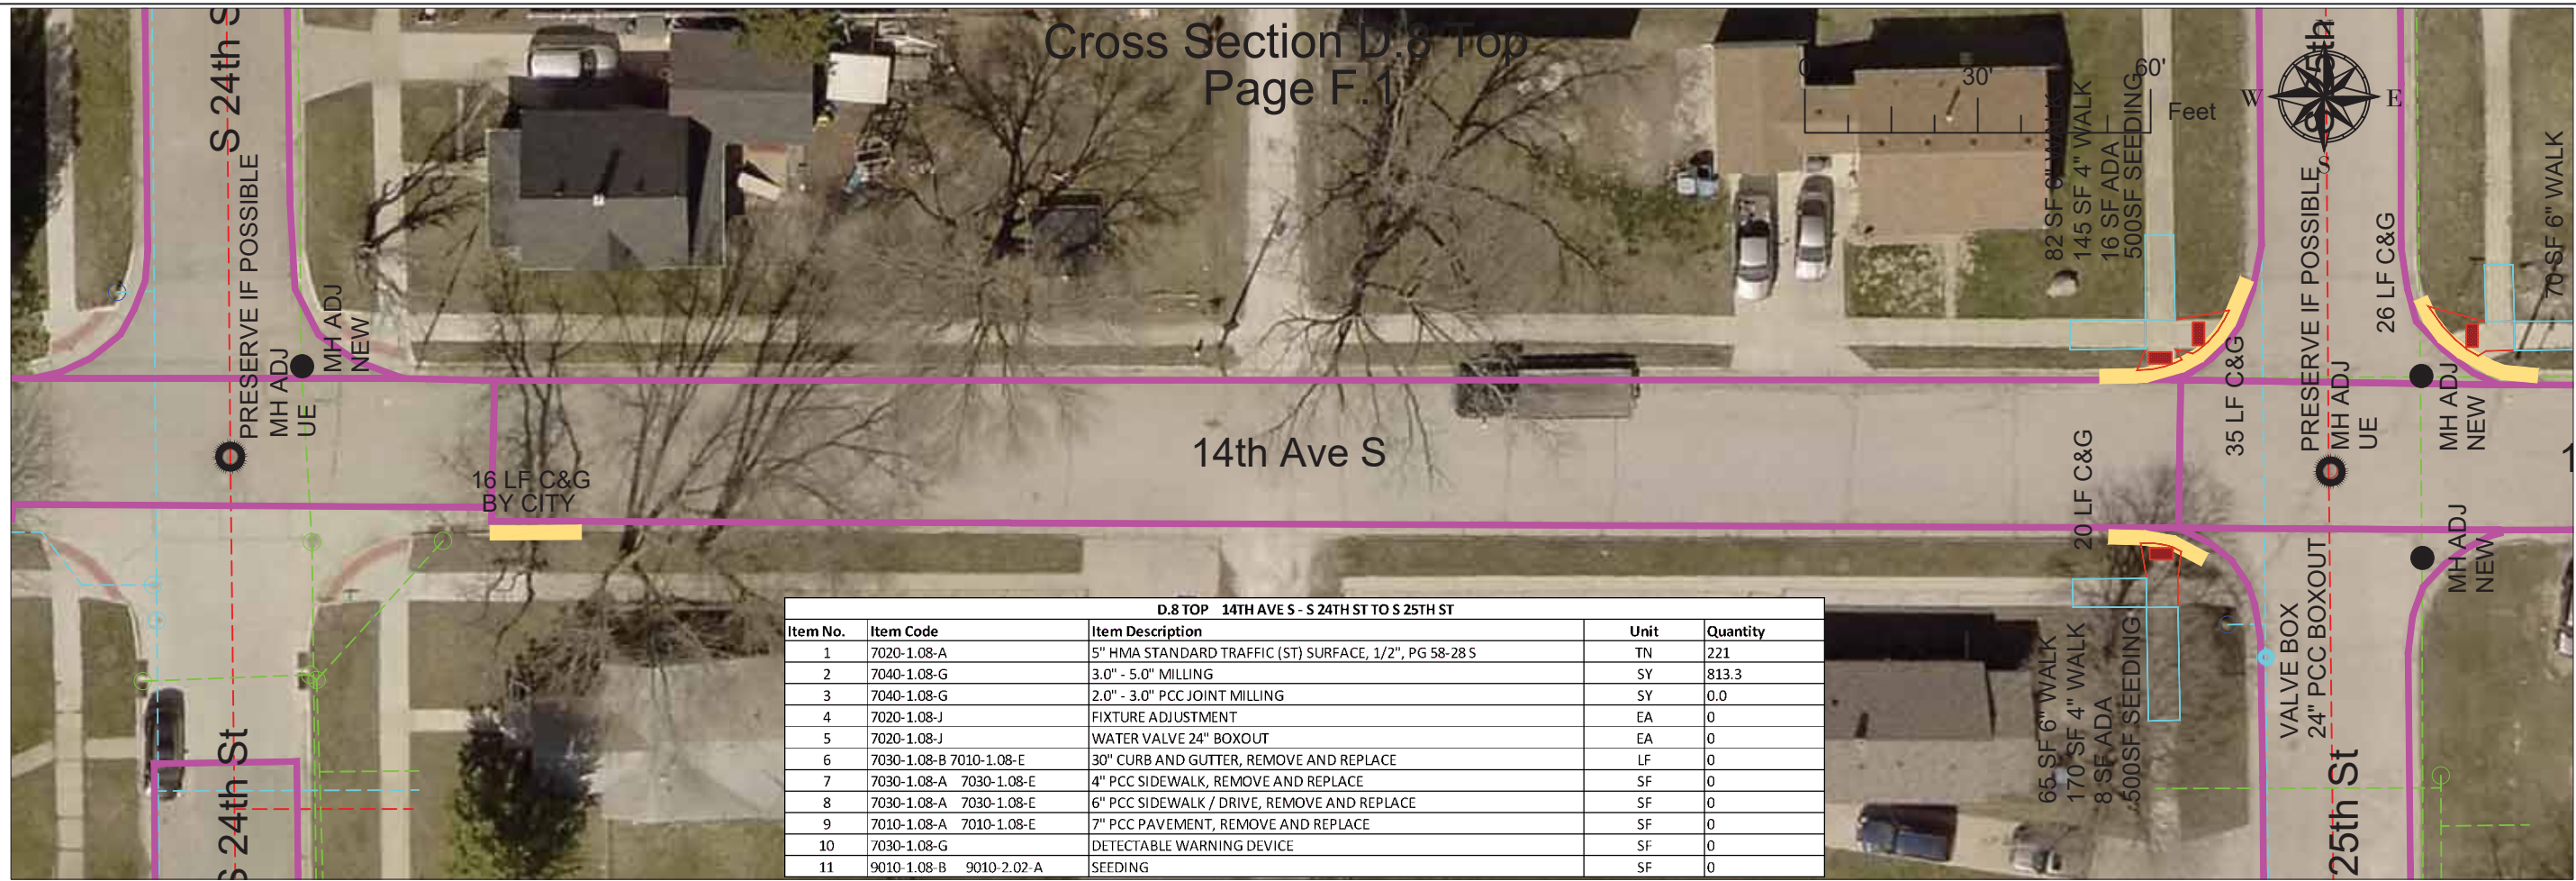 Cross Section D.8 Top
Page F.1
0
30'
60'
Feet
W
E
S
S 24th S
PRESERVE IF POSSIBLE
MH ADJ
UE
MH ADJ
NEW
16 LF C&G
BY CITY
14th Ave S
82 SF 6" WALK
145 SF 4" WALK
16 SF ADA
500SF SEEDING
35 LF C&G
20 LF C&G
PRESERVE IF POSSIBLE
MH ADJ
UE
26 LF C&G
70 SF 6" WALK
MH ADJ
NEW
MH ADJ
NEW
1
65 SF 6" WALK
170 SF 4" WALK
8 SF ADA
500SF SEEDING
VALVE BOX
24" PCC BOXOUT
S 24th St
25th St
D.8 TOP 14TH AVE S - S 24TH ST TO S 25TH ST
Item No. Item Code Item Description Unit Quantity
1 7020-1.08-A 5" HMA STANDARD TRAFFIC (ST) SURFACE, 1/2", PG 58-28 S TN 221
2 7040-1.08-G 3.0" - 5.0" MILLING SY 813.3
3 7040-1.08-G 2.0" - 3.0" PCC JOINT MILLING SY 0.0
4 7020-1.08-J FIXTURE ADJUSTMENT EA 0
5 7020-1.08-J WATER VALVE 24" BOXOUT EA 0
6 7030-1.08-B 7010-1.08-E 30" CURB AND GUTTER, REMOVE AND REPLACE LF 0
7 7030-1.08-A 7030-1.08-E 4" PCC SIDEWALK, REMOVE AND REPLACE SF 0
8 7030-1.08-A 7030-1.08-E 6" PCC SIDEWALK / DRIVE, REMOVE AND REPLACE SF 0
9 7010-1.08-A 7010-1.08-E 7" PCC PAVEMENT, REMOVE AND REPLACE SF 0
10 7030-1.08-G DETECTABLE WARNING DEVICE SF 0
11 9010-1.08-B 9010-2.02-A SEEDING SF 0